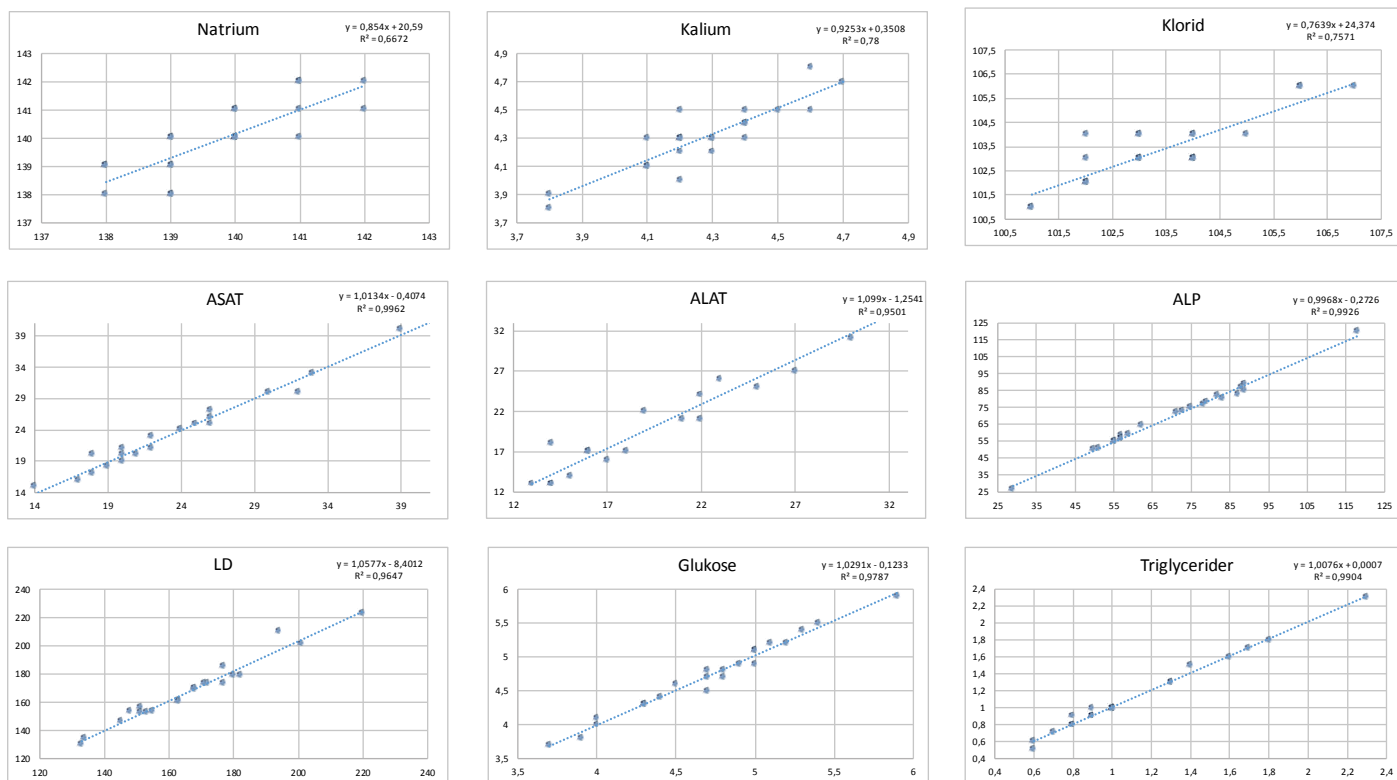 Natrium
y = 0,854x + 20,59
R² = 0,6672
143
142
141
140
139
138
137
137 138 139 140 141 142 143
Kalium
y = 0,9253x + 0,3508
R² = 0,78
4,9
4,7
4,5
4,3
4,1
3,9
3,7
3,7 3,9 4,1 4,3 4,5 4,7 4,9
Klorid
y = 0,7639x + 24,374
R² = 0,7571
107,5
106,5
105,5
104,5
103,5
102,5
101,5
100,5
100,5 101,5 102,5 103,5 104,5 105,5 106,5 107,5
ASAT
y = 1,0134x - 0,4074
R² = 0,9962
39
34
29
24
19
14
14 19 24 29 34 39
ALAT
y = 1,099x - 1,2541
R² = 0,9501
32
27
22
17
12
12 17 22 27 32
ALP
y = 0,9968x - 0,2726
R² = 0,9926
125
115
105
95
85
75
65
55
45
35
25
25 35 45 55 65 75 85 95 105 115 125
LD
y = 1,0577x - 8,4012
R² = 0,9647
240
220
200
180
160
140
120
120 140 160 180 200 220 240
Glukose
y = 1,0291x - 0,1233
R² = 0,9787
6
5,5
5
4,5
4
3,5
3,5 4 4,5 5 5,5 6
Triglycerider
y = 1,0076x + 0,0007
R² = 0,9904
2,4
2,2
2
1,8
1,6
1,4
1,2
1,0
0,8
0,6
0,4
0,4 0,6 0,8 1 1,2 1,4 1,6 1,8 2 2,2 2,4